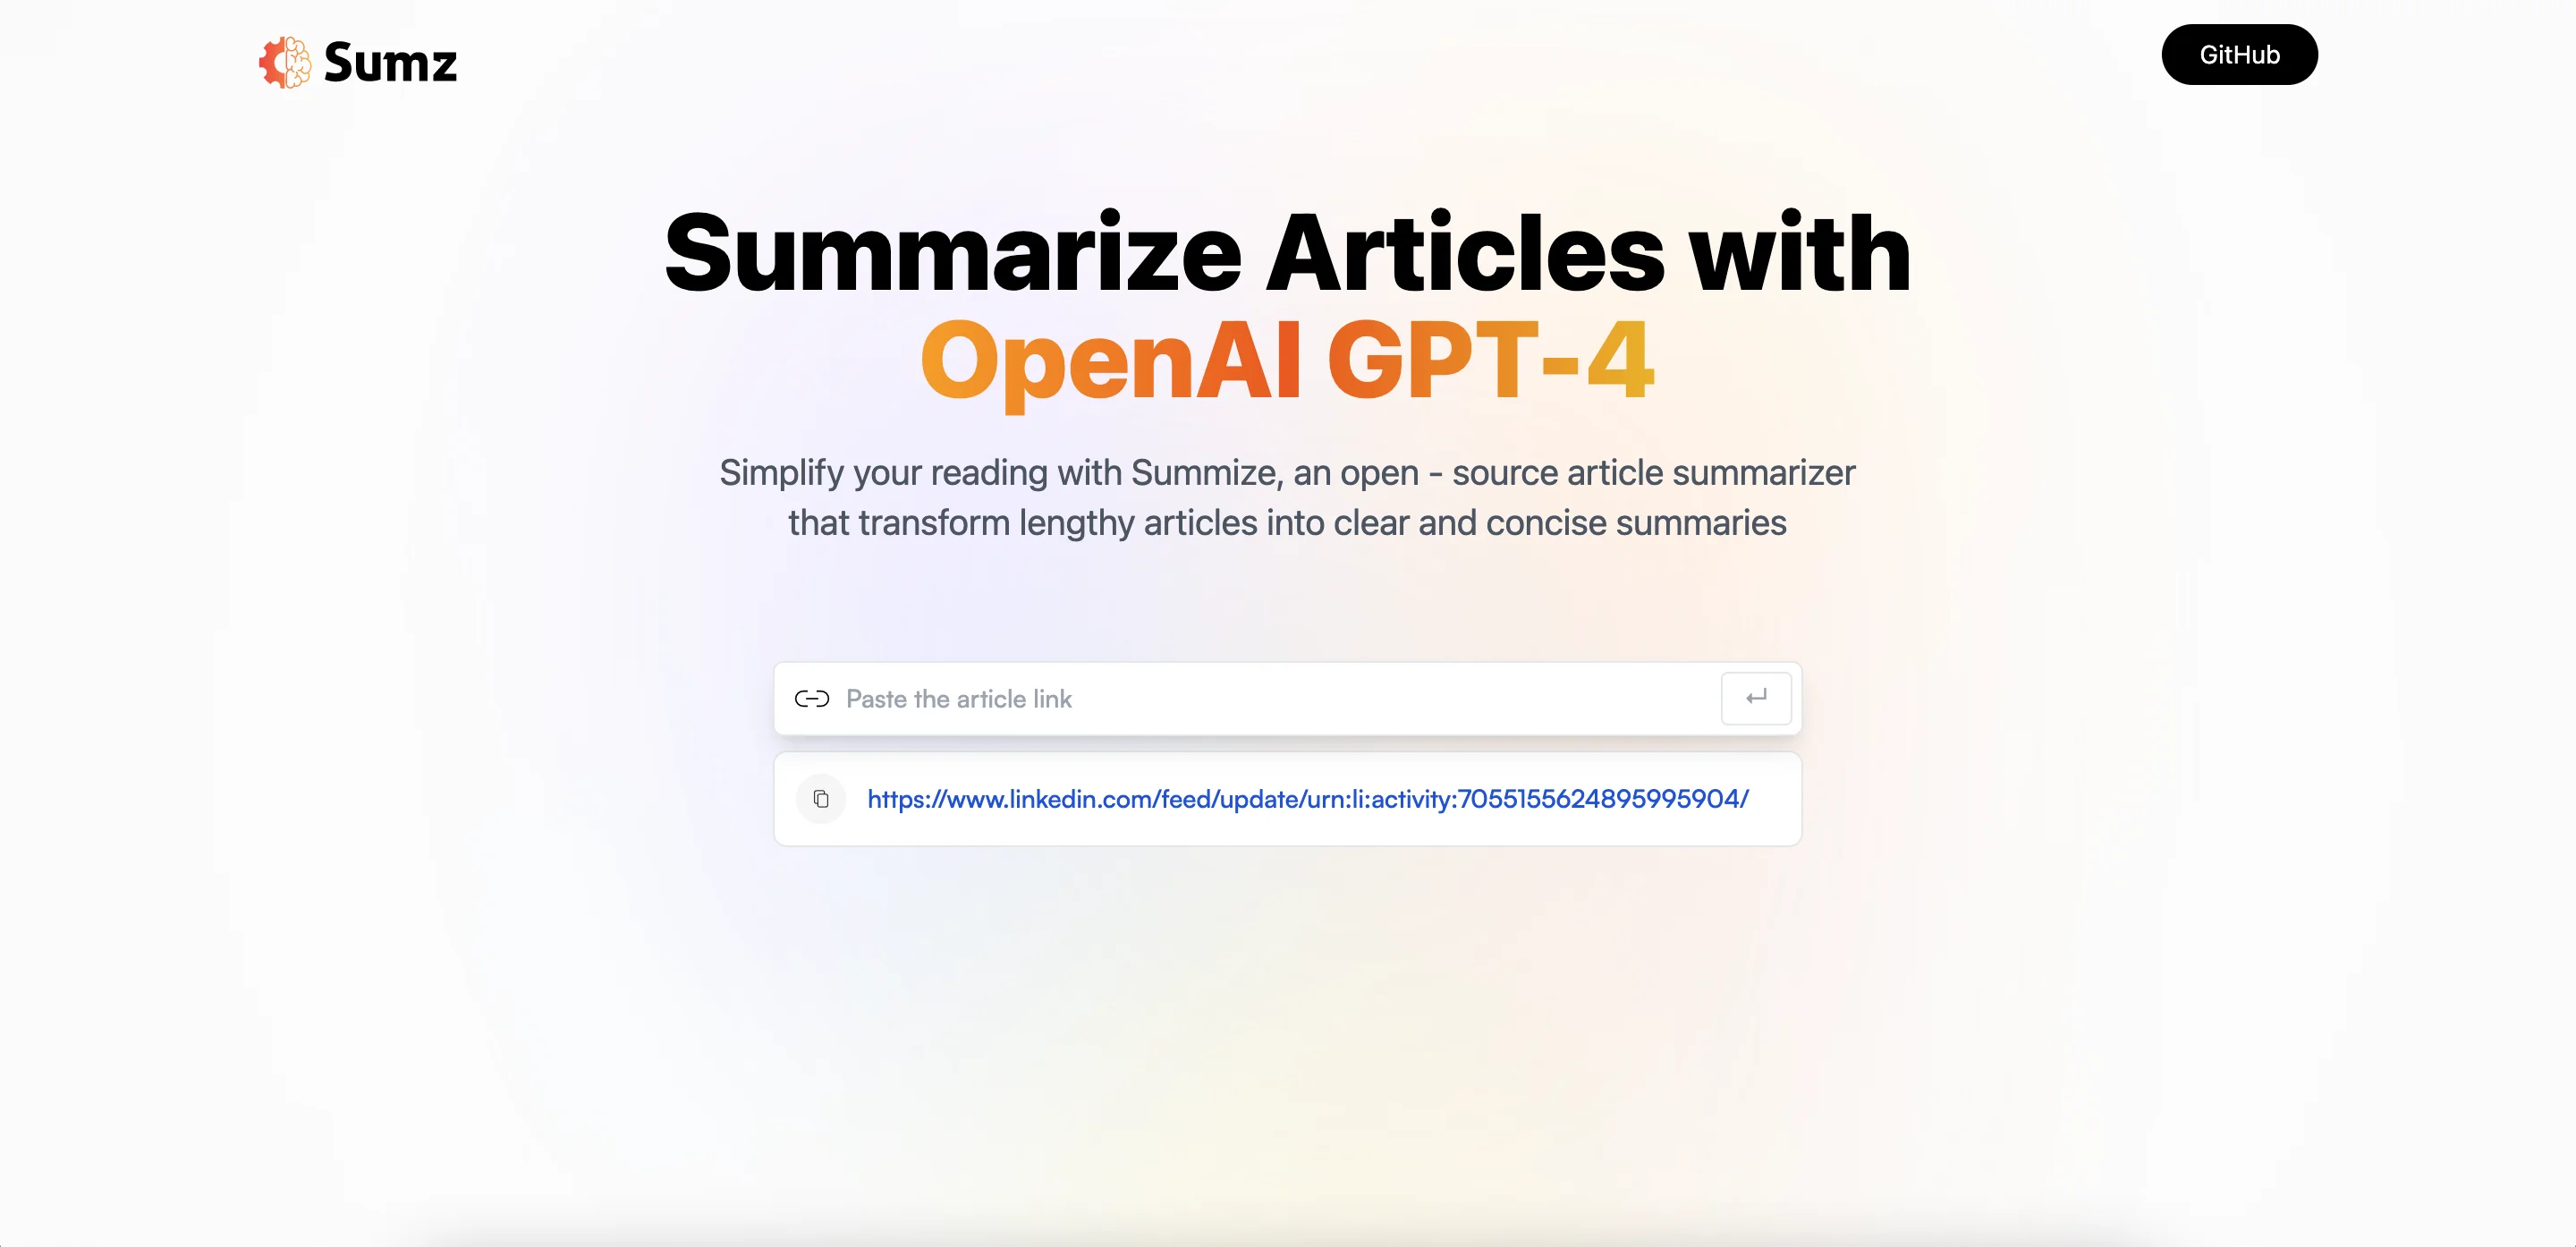 Sumz
GitHub
Summarize Articles with
OpenAI GPT-4
Simplify your reading with Summize, an open - source article summarizer
that transform lengthy articles into clear and concise summaries
Paste the article link
https://www.linkedin.com/feed/update/urn:li:activity:7055155624895995904/